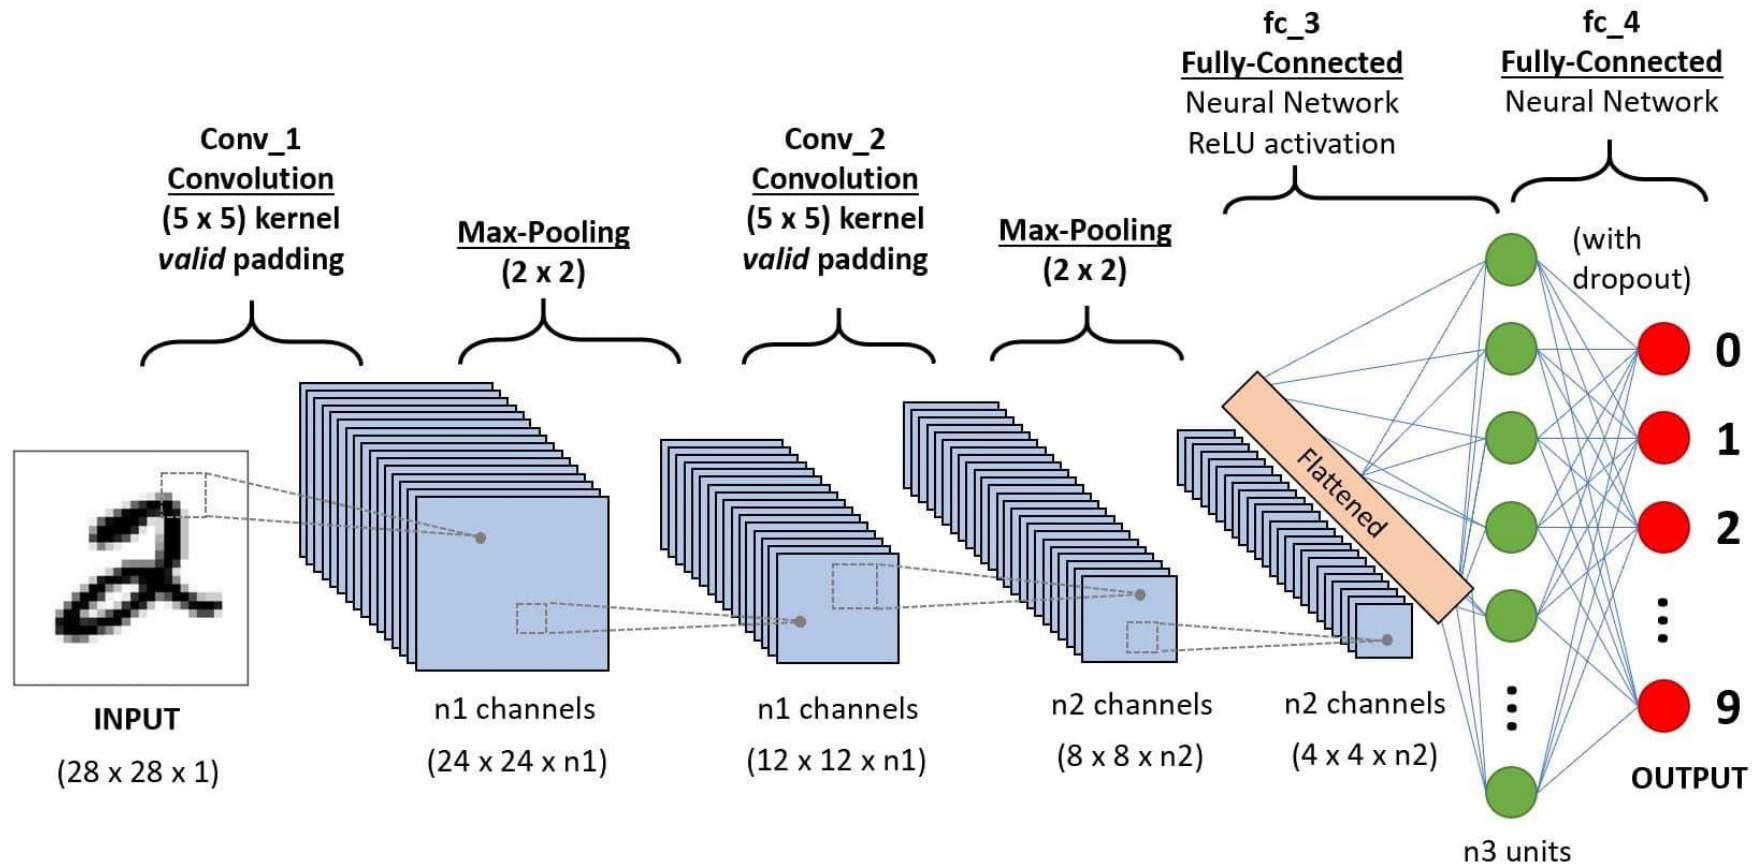 Conv_1
Convolution
(5 x 5) kernel
valid padding
Max-Pooling
(2 x 2)
Conv_2
Convolution
(5 x 5) kernel
valid padding
Max-Pooling
(2 x 2)
fc_3
Fully-Connected
Neural Network
ReLU activation
fc_4
Fully-Connected
Neural Network
(with
dropout)
INPUT
(28 x 28 x 1)
n1 channels
(24 x 24 x n1)
n1 channels
(12 x 12 x n1)
n2 channels
(8 x 8 x n2)
n2 channels
(4 x 4 x n2)
Flattened
n3 units
0
1
2
9
OUTPUT